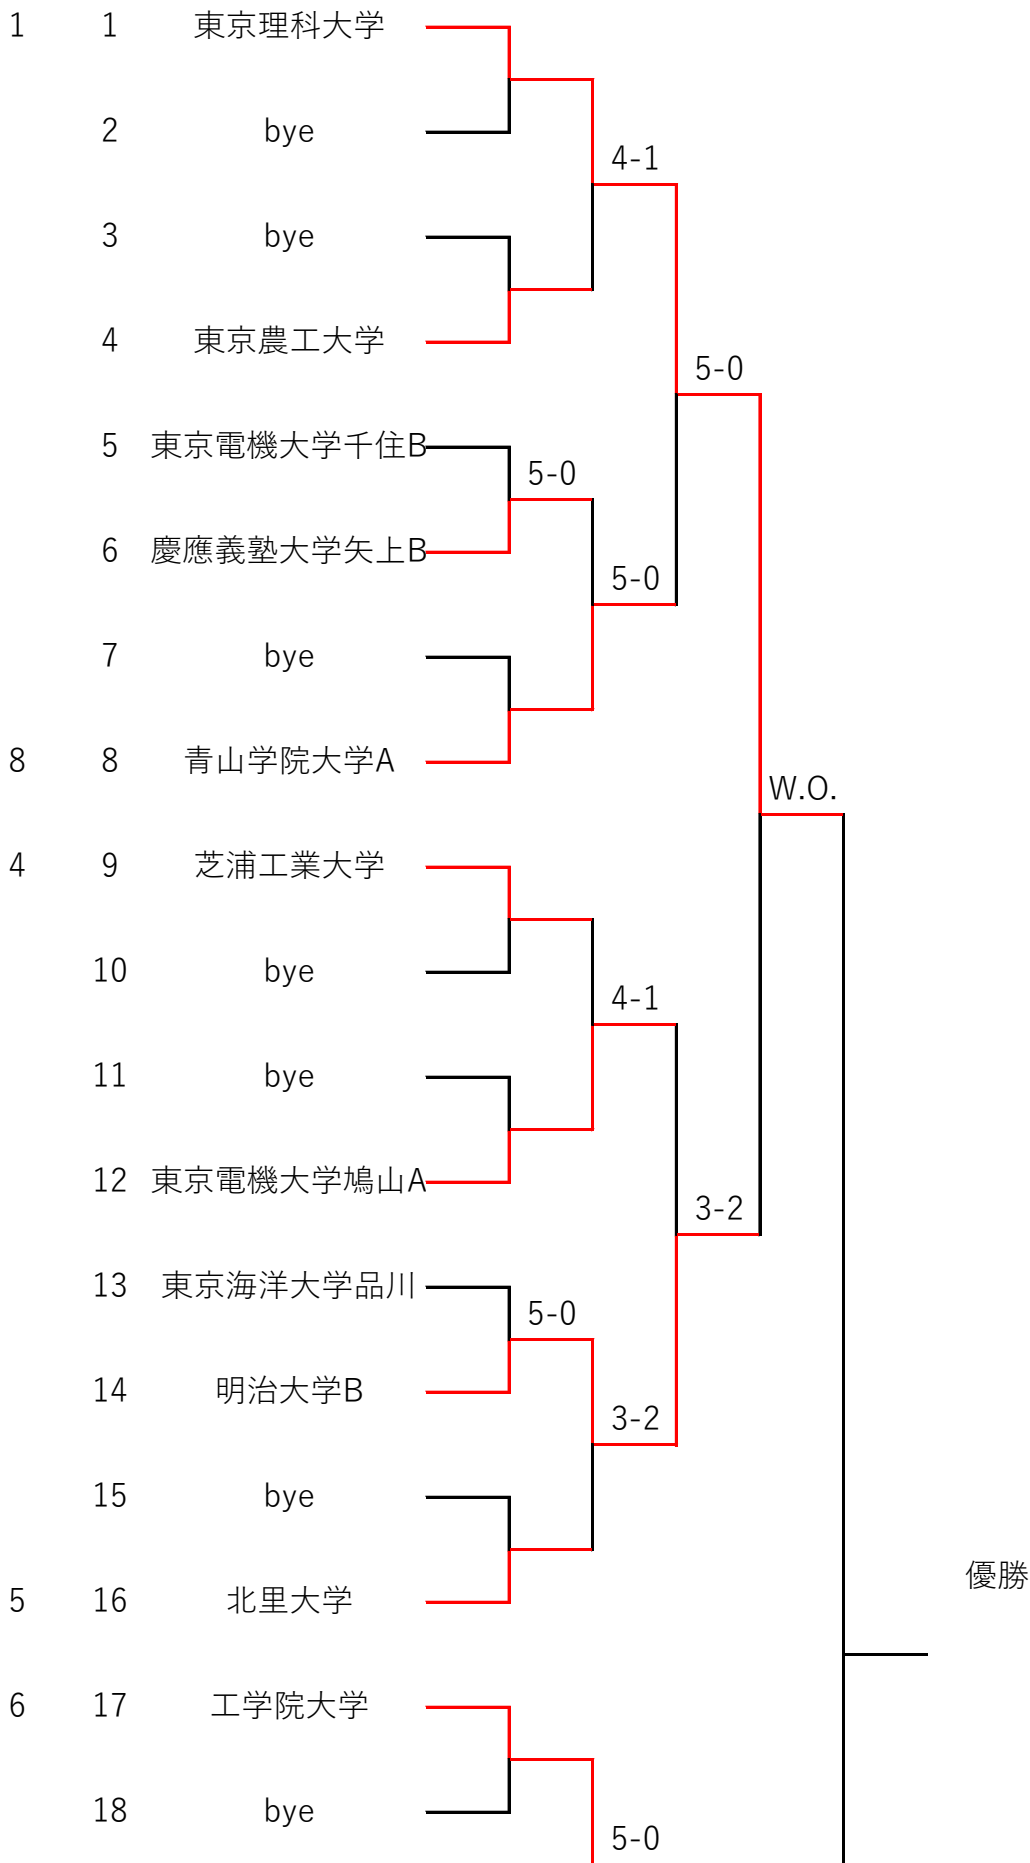 1 1 東京理科大学
2 bye
4-1
3 bye
4 東京農工大学
5-0
5 東京電機大学千住B
5-0
6 慶應義塾大学矢上B
5-0
7 bye
8 8 青山学院大学A
W.O.
4 9 芝浦工業大学
10 bye
4-1
11 bye
12 東京電機大学鳩山A
3-2
13 東京海洋大学品川
5-0
14 明治大学B
3-2
15 bye
優勝
5 16 北里大学
6 17 工学院大学
18 bye
5-0